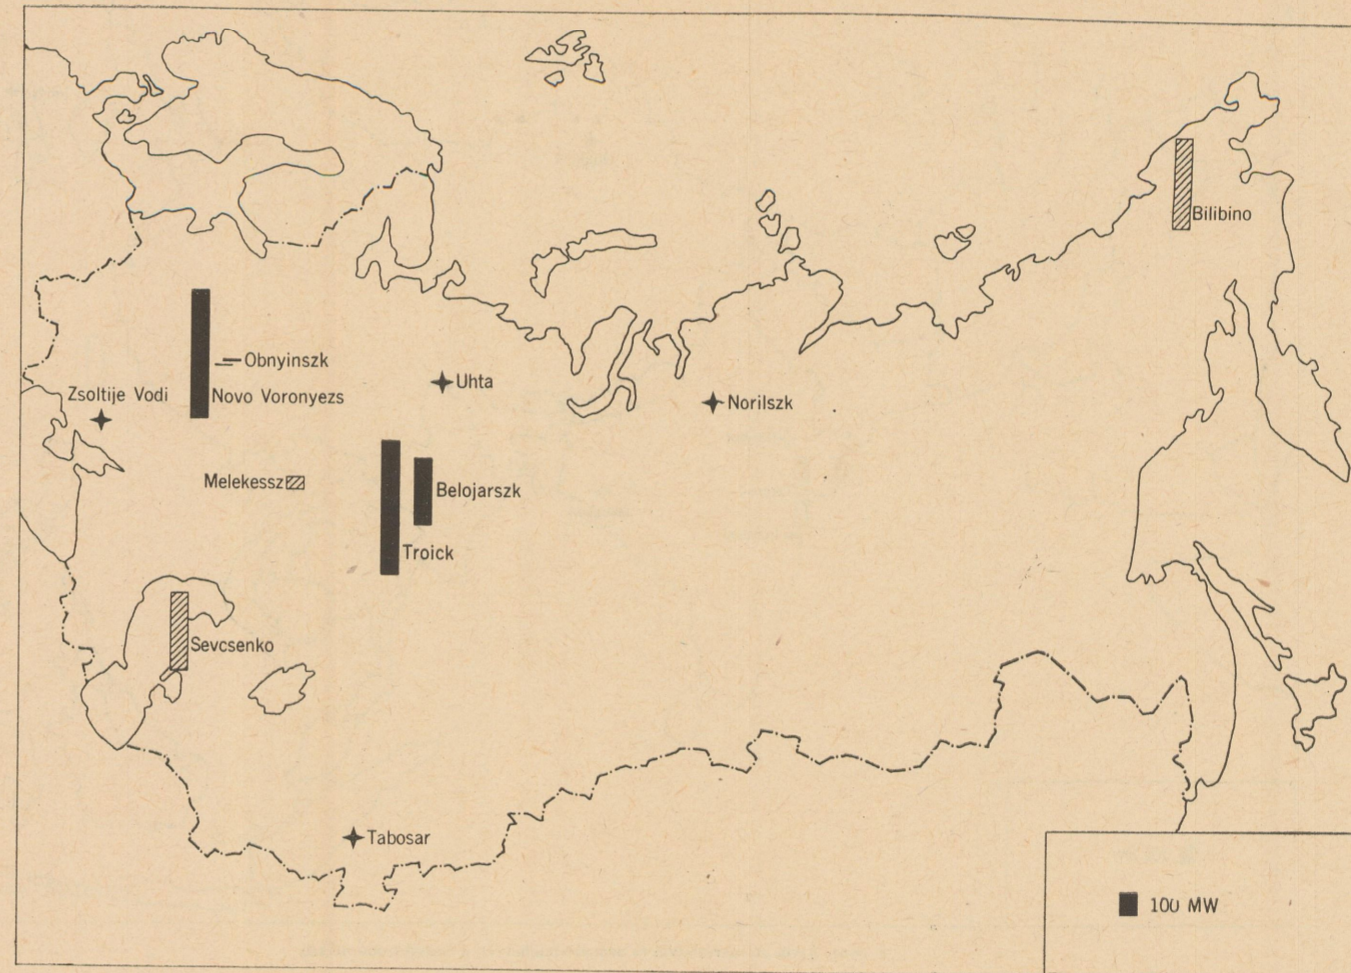 Bilibino
Obnyinszk
Uhta
Zsoltije Vodi
Novo Voronyezs
Norilszk
Melekessz
Belojarszk
Troick
Sevcsenko
Tabosar
100 MW